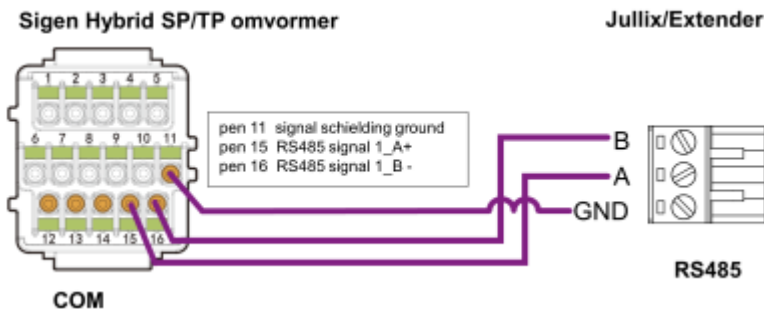 Sigen Hybrid SP/TP omvormer
Jullix/Extender
1 2 3 4 5
6 7 8 9 10 11
pen 11 signal schielding ground
pen 15 RS485 signal 1_A+
pen 16 RS485 signal 1_B -
B
A
GND
12 13 14 15 16
RS485
COM